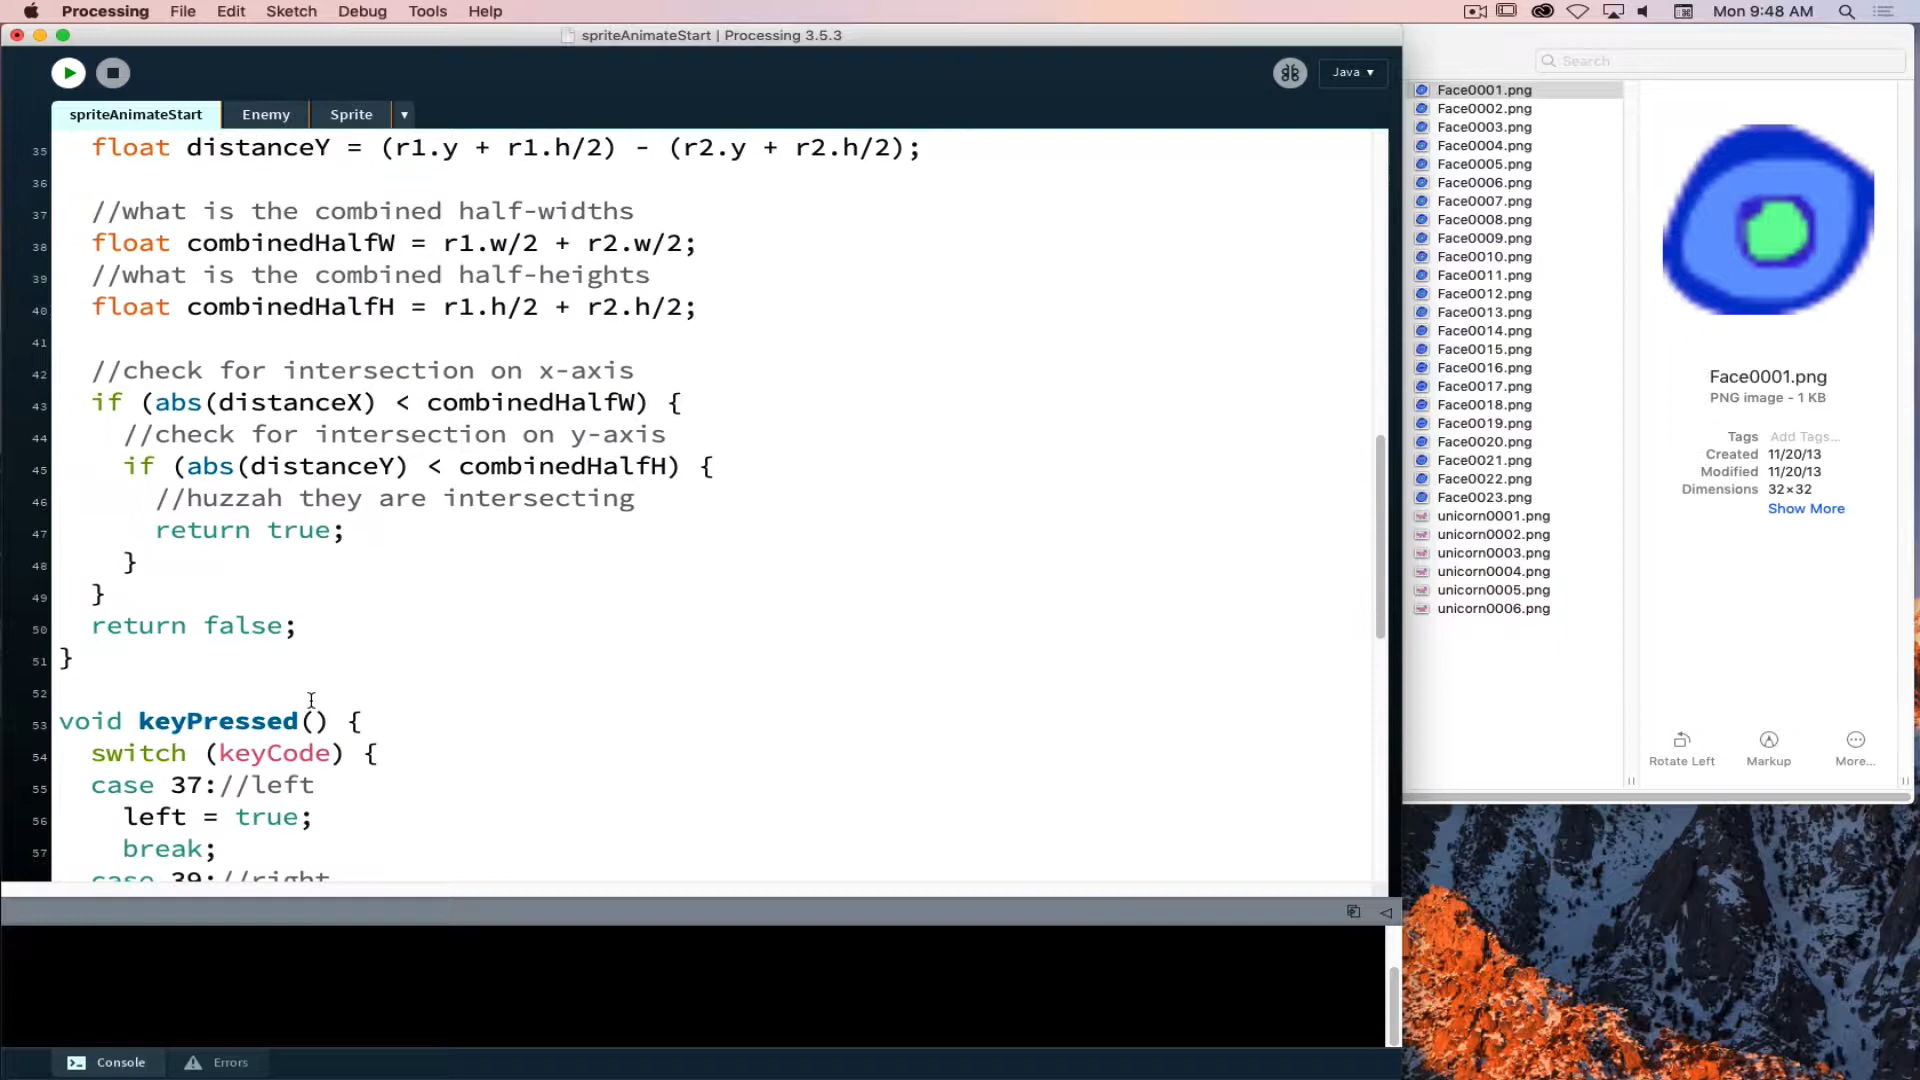 Processing File Edit Sketch Debug Tools Help Mon 9:48 AM
spriteAnimateStart | Processing 3.5.3
Java ▾
spriteAnimateStart Enemy Sprite ▾
35 float distanceY = (r1.y + r1.h/2) - (r2.y + r2.h/2);
36
37 //what is the combined half-widths
38 float combinedHalfW = r1.w/2 + r2.w/2;
39 //what is the combined half-heights
40 float combinedHalfH = r1.h/2 + r2.h/2;
41
42 //check for intersection on x-axis
43 if (abs(distanceX) < combinedHalfW) {
44 //check for intersection on y-axis
45 if (abs(distanceY) < combinedHalfH) {
46 //huzzah they are intersecting
47 return true;
48 }
49 }
50 return false;
51 }
52
53 void keyPressed() {
54 switch (keyCode) {
55 case 37://left
56 left = true;
57 break;
case 39://right
Console Errors
Search
Face0001.png
Face0002.png
Face0003.png
Face0004.png
Face0005.png
Face0006.png
Face0007.png
Face0008.png
Face0009.png
Face0010.png
Face0011.png
Face0012.png
Face0013.png
Face0014.png
Face0015.png
Face0016.png
Face0017.png
Face0018.png
Face0019.png
Face0020.png
Face0021.png
Face0022.png
Face0023.png
unicorn0001.png
unicorn0002.png
unicorn0003.png
unicorn0004.png
unicorn0005.png
unicorn0006.png
Face0001.png
PNG image - 1 KB
Tags Add Tags...
Created 11/20/13
Modified 11/20/13
Dimensions 32×32
Show More
Rotate Left Markup More...